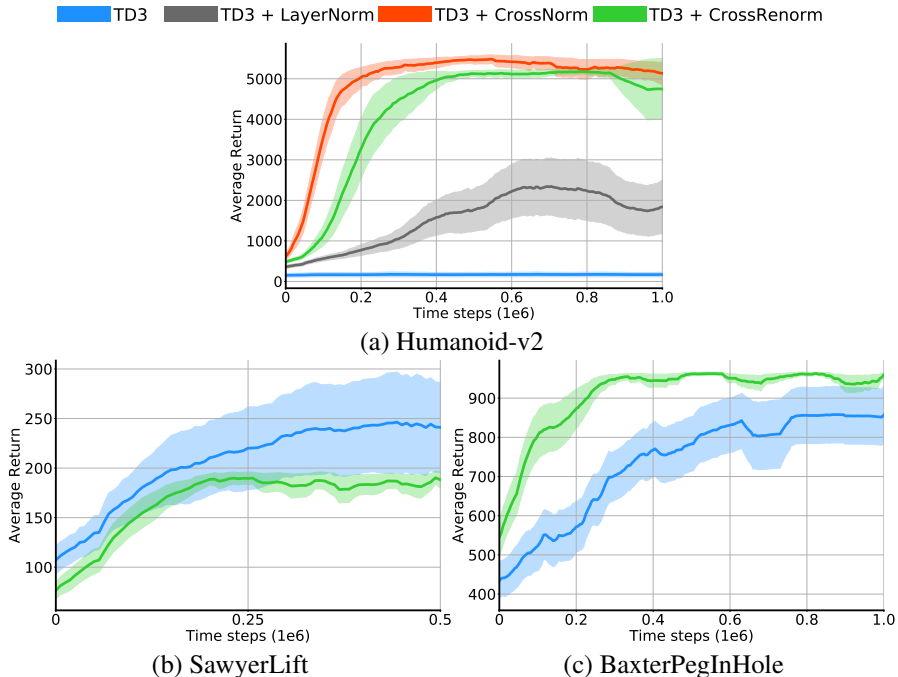 TD3 TD3 + LayerNorm TD3 + CrossNorm TD3 + CrossRenorm
Average Return
5000
4000
3000
2000
1000
0
0 0.2 0.4 0.6 0.8 1.0
Time steps (1e6)
(a) Humanoid-v2
Average Return
300
250
200
150
100
0 0.25 0.5
Time steps (1e6)
(b) SawyerLift
Average Return
900
800
700
600
500
400
0 0.2 0.4 0.6 0.8 1.0
Time steps (1e6)
(c) BaxterPegInHole